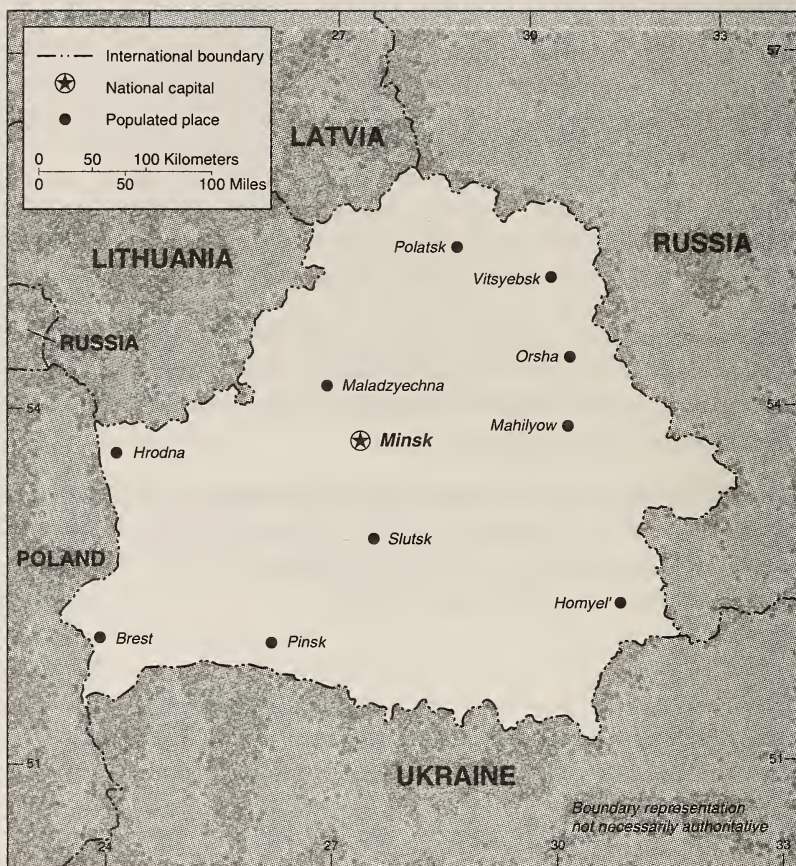 27 30 33
57
International boundary
National capital
Populated place
0 50 100 Kilometers
0 50 100 Miles
LATVIA
LITHUANIA
RUSSIA
Polatsk
Vitsyebsk
RUSSIA
Orsha
Maladzyechna
54 54
Mahilyow
Minsk
Hrodna
Slutsk
POLAND
Homyel'
Brest
Pinsk
51 51
UKRAINE
Boundary representation
not necessarily authoritative
24 27 30 33